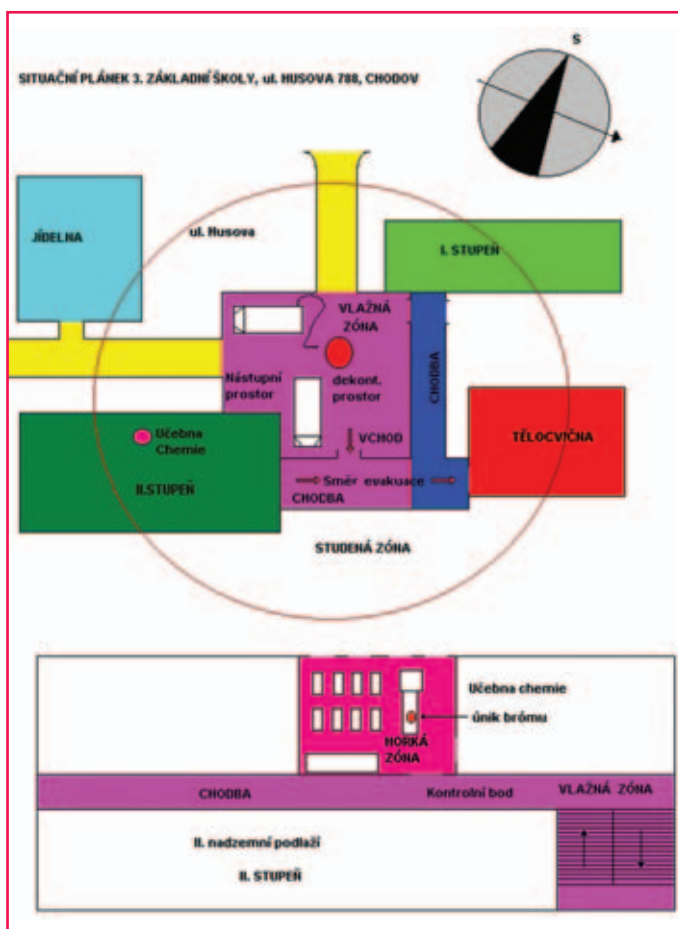 SITUAČNÍ PLÁNEK 3. ZÁKLADNÍ ŠKOLY, ul. HUSOVA 788, CHODOV
S
JÍDELNA
ul. Husova
I. STUPEŇ
VLAŽNÁ
ZÓNA
Nástupní
prostor
dekont.
prostor
CHODBA
Učebna
Chemie
VCHOD
TĚLOCVIČNA
II.STUPEŇ
Směr evakuace
CHODBA
STUDENÁ ZÓNA
Učebna chemie
únik brómu
HORKÁ
ZÓNA
CHODBA
Kontrolní bod
VLAŽNÁ ZÓNA
II. nadzemní podlaží
II. STUPEŇ